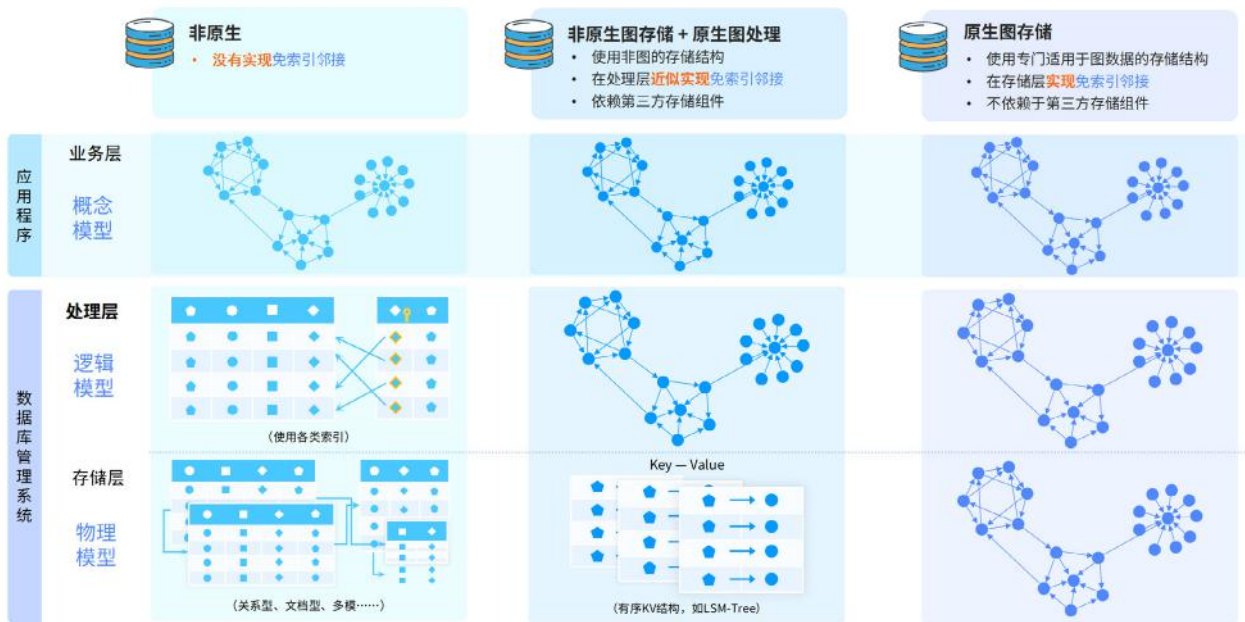 非原生
• 没有实现免索引邻接
非原生图存储 + 原生图处理
• 使用非图的存储结构
• 在处理层近似实现免索引邻接
• 依赖第三方存储组件
原生图存储
• 使用专门适用于图数据的存储结构
• 在存储层实现免索引邻接
• 不依赖于第三方存储组件
应用程序
业务层
概念
模型
数据库管理系统
处理层
逻辑
模型
（使用各类索引）
存储层
物理
模型
（关系型、文档型、多模……）
Key — Value
（有序KV结构，如LSM-Tree）